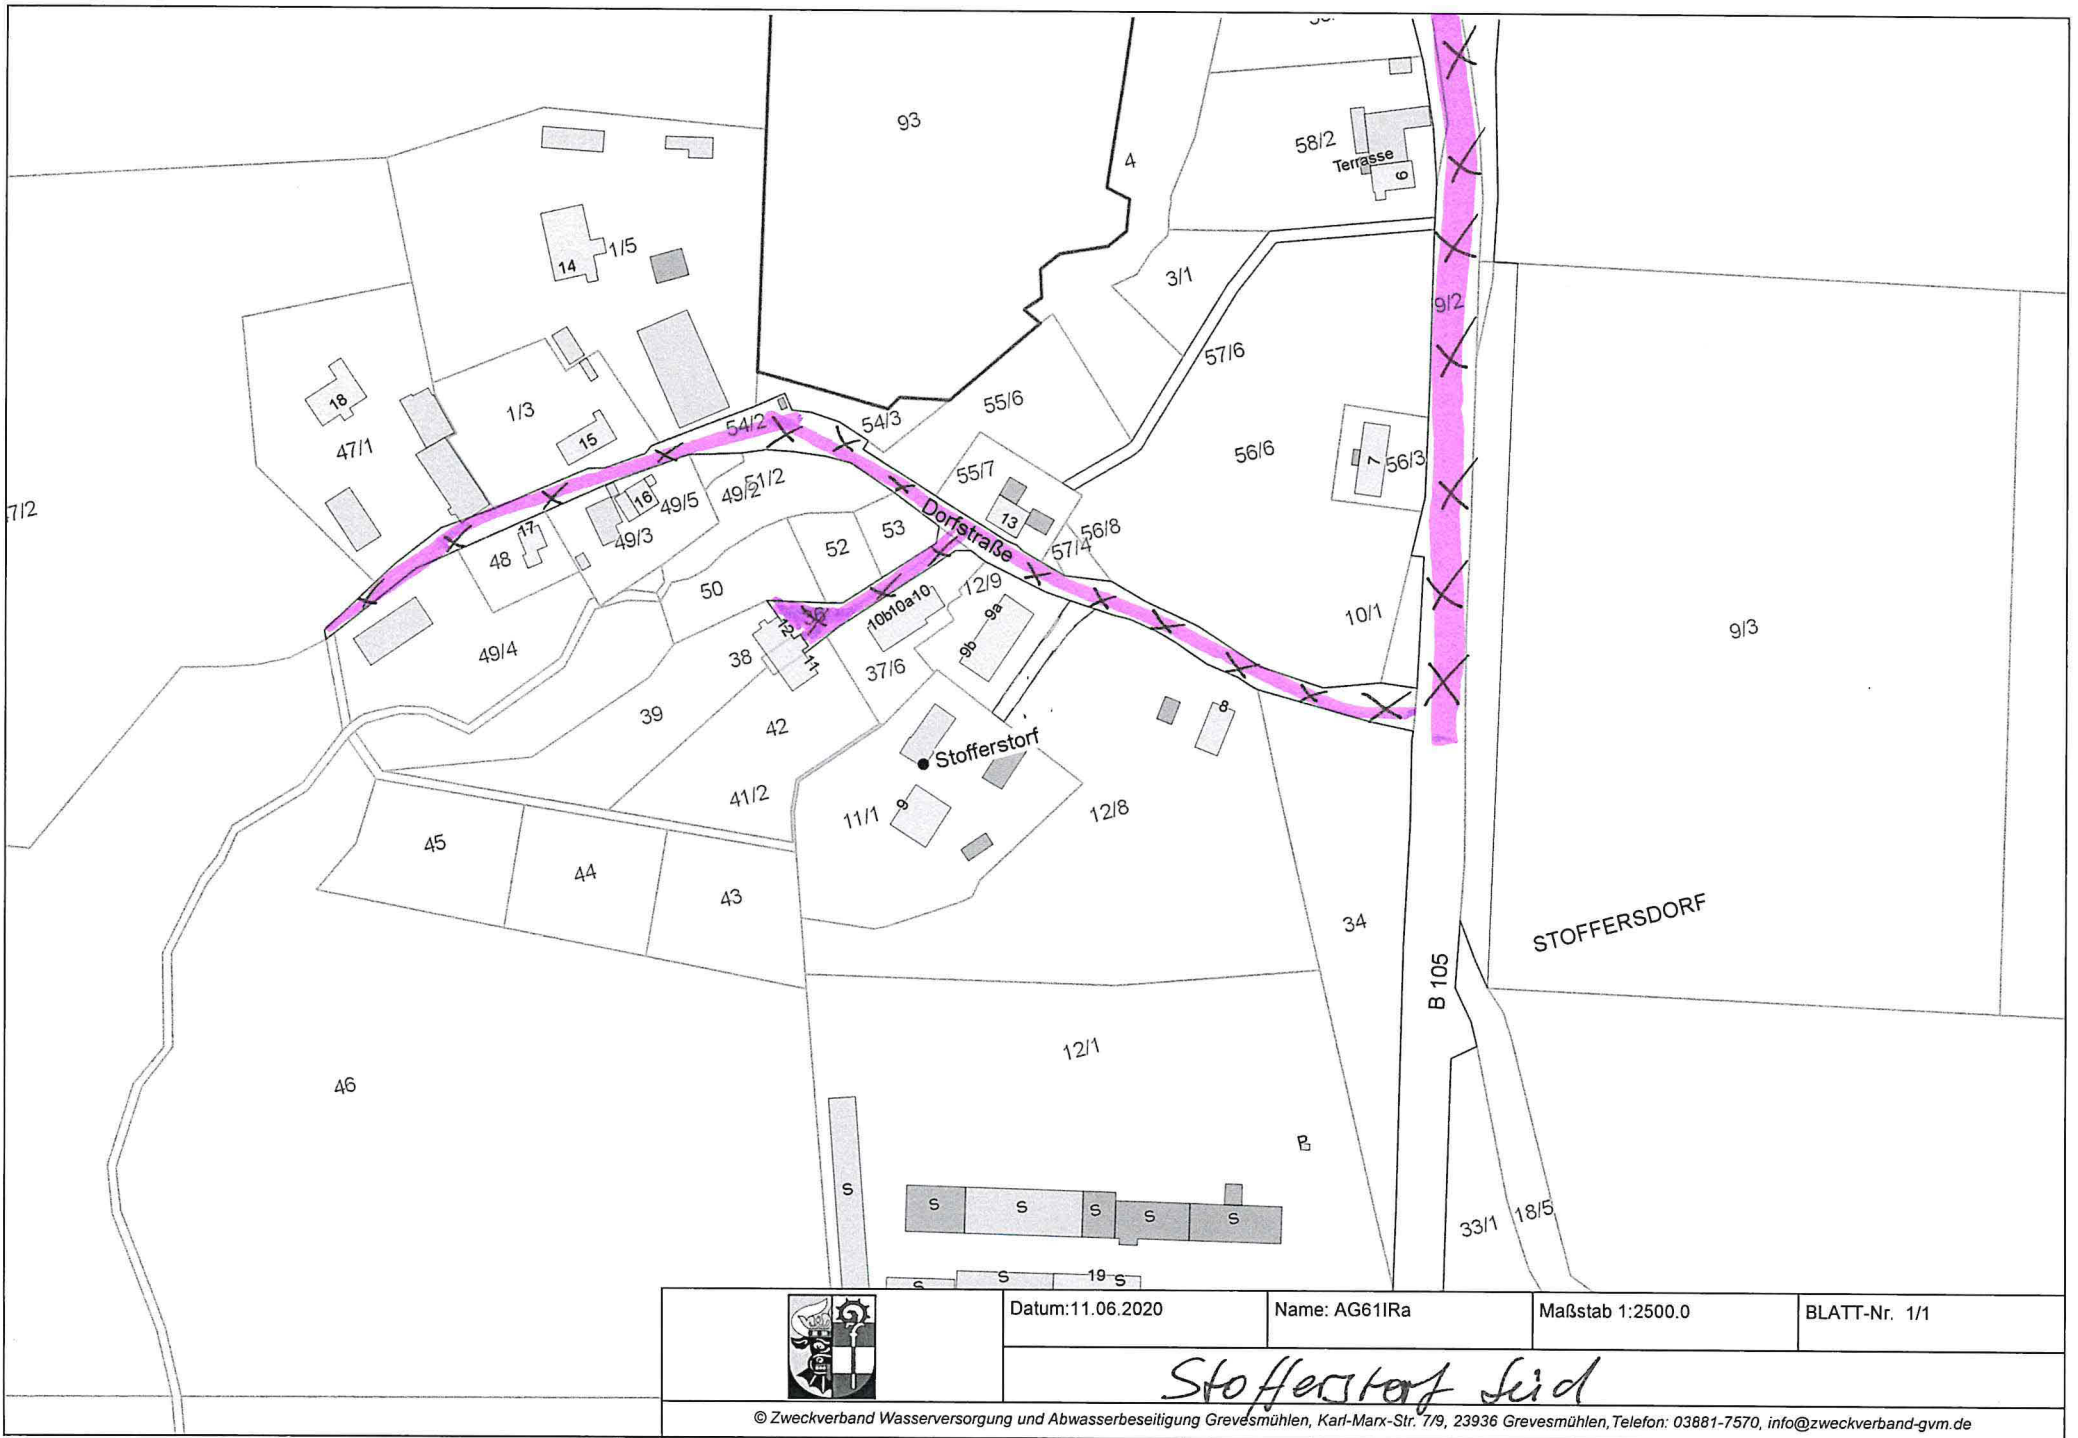 93
4
58/2
Terrasse
6
1/5
14
3/1
9/2
57/6
18
1/3
15
54/2
54/3
55/6
47/1
56/6
7
56/3
55/7
16
49/5
49/2
51/2
7/2
17
49/3
48
Dorfstraße
13
53
52
57/4
56/8
50
12/9
36
10b10a10
9a
10/1
9/3
12
9b
49/4
38
11
37/6
39
42
8
Stofferstorf
41/2
9
11/1
12/8
45
44
43
34
STOFFERSDORF
B 105
12/1
46
P
S
S
S
S
S
S
33/1
18/5
S
S
19
S
Datum:11.06.2020
Name: AG61IRa
Maßstab 1:2500.0
BLATT-Nr. 1/1
Stofferstorf Süd
© Zweckverband Wasserversorgung und Abwasserbeseitigung Grevesmühlen, Karl-Marx-Str. 7/9, 23936 Grevesmühlen,Telefon: 03881-7570, info@zweckverband-gvm.de